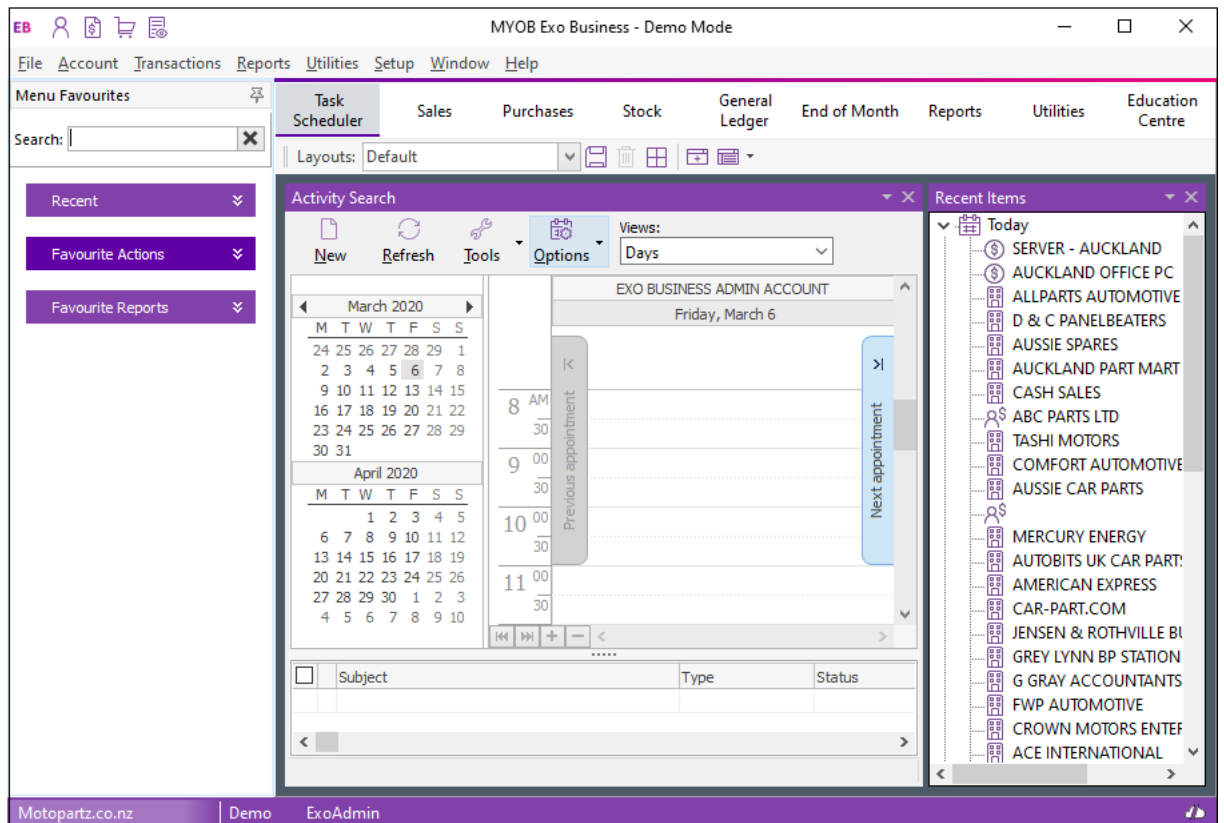 EB
MYOB Exo Business - Demo Mode
File Account Transactions Reports Utilities Setup Window Help
Menu Favourites
Search:
Recent
Favourite Actions
Favourite Reports
Task Scheduler
Sales
Purchases
Stock
General Ledger
End of Month
Reports
Utilities
Education Centre
Layouts: Default
Activity Search
New
Refresh
Tools
Options
Views:
Days
March 2020
M T W T F S S
24 25 26 27 28 29 1
2 3 4 5 6 7 8
9 10 11 12 13 14 15
16 17 18 19 20 21 22
23 24 25 26 27 28 29
30 31
April 2020
M T W T F S S
1 2 3 4 5
6 7 8 9 10 11 12
13 14 15 16 17 18 19
20 21 22 23 24 25 26
27 28 29 30 1 2 3
4 5 6 7 8 9 10
EXO BUSINESS ADMIN ACCOUNT
Friday, March 6
8 AM
30
9 00
30
10 00
30
11 00
30
Previous appointment
Next appointment
Subject Type Status
Recent Items
Today
SERVER - AUCKLAND
AUCKLAND OFFICE PC
ALLPARTS AUTOMOTIVE
D & C PANELBEATERS
AUSSIE SPARES
AUCKLAND PART MART
CASH SALES
ABC PARTS LTD
TASHI MOTORS
COMFORT AUTOMOTIVE
AUSSIE CAR PARTS
MERCURY ENERGY
AUTOBITS UK CAR PART
AMERICAN EXPRESS
CAR-PART.COM
JENSEN & ROTHVILLE
GREY LYNN BP STATION
G GRAY ACCOUNTANTS
FWP AUTOMOTIVE
CROWN MOTORS
ACE INTERNATIONAL
Motopartz.co.nz
Demo
ExoAdmin